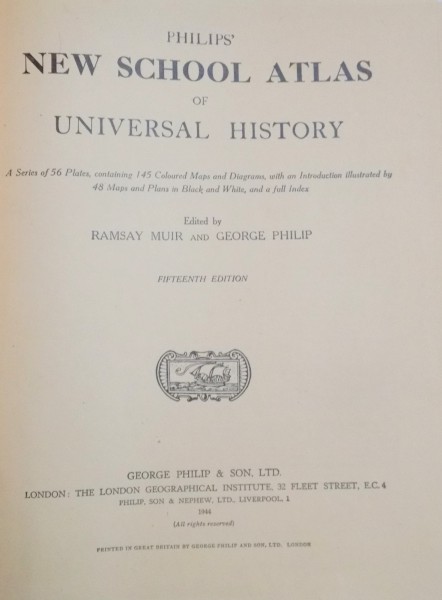 PHILIPS'
NEW SCHOOL ATLAS
OF
UNIVERSAL HISTORY
A Series of 56 Plates, containing 145 Coloured Maps and Diagrams, with an Introduction illustrated by
48 Maps and Plans in Black and White, and a full Index
Edited by
RAMSAY MUIR AND GEORGE PHILIP
FIFTEENTH EDITION
GEORGE PHILIP & SON, LTD.
LONDON: THE LONDON GEOGRAPHICAL INSTITUTE, 32 FLEET STREET, E.C. 4
PHILIP, SON & NEPHEW, LTD., LIVERPOOL, 1
1944
(All rights reserved)
PRINTED IN GREAT BRITAIN BY GEORGE PHILIP AND SON, LTD. LONDON